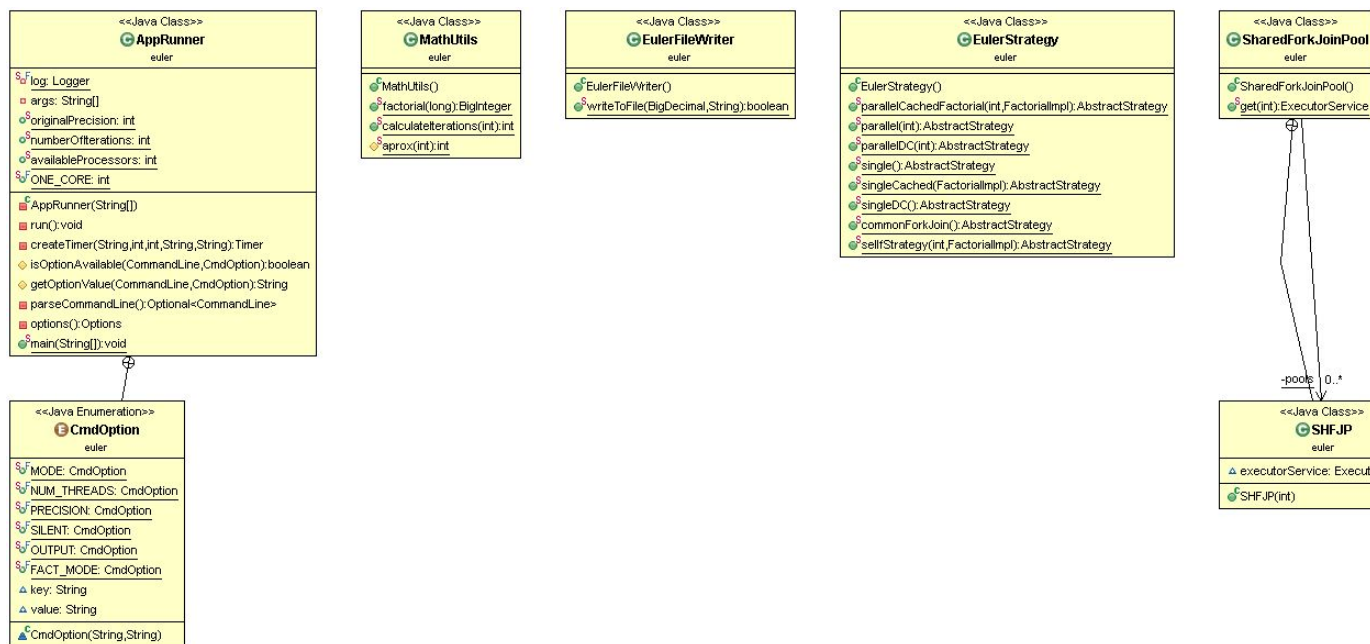 <<Java Class>>
AppRunner
euler
log: Logger
args: String[]
originalPrecision: int
numberOfIterations: int
availableProcessors: int
ONE_CORE: int
AppRunner(String[])
run():void
createTimer(String,int,int,String,String):Timer
isOptionAvailable(CommandLine,CmdOption):boolean
getOptionValue(CommandLine,CmdOption):String
parseCommandLine():Optional<CommandLine>
options():Options
main(String[]):void
<<Java Enumeration>>
CmdOption
euler
MODE: CmdOption
NUM_THREADS: CmdOption
PRECISION: CmdOption
SILENT: CmdOption
OUTPUT: CmdOption
FACT_MODE: CmdOption
key: String
value: String
CmdOption(String,String)
<<Java Class>>
MathUtils
euler
MathUtils()
factorial(long):BigInteger
calculateIterations(int):int
aprox(int):int
<<Java Class>>
EulerFileWriter
euler
EulerFileWriter()
writeToFile(BigDecimal,String):boolean
<<Java Class>>
EulerStrategy
euler
EulerStrategy()
parallelCachedFactorial(int,FactorialImpl):AbstractStrategy
parallel(int):AbstractStrategy
parallelDC(int):AbstractStrategy
single():AbstractStrategy
singleCached(FactorialImpl):AbstractStrategy
singleDC():AbstractStrategy
commonForkJoin():AbstractStrategy
selfStrategy(int,FactorialImpl):AbstractStrategy
<<Java Class>>
SharedForkJoinPool
euler
SharedForkJoinPool()
get(int):ExecutorService
-pools 0..*
<<Java Class>>
SHFJP
euler
executorService: Execut
SHFJP(int)